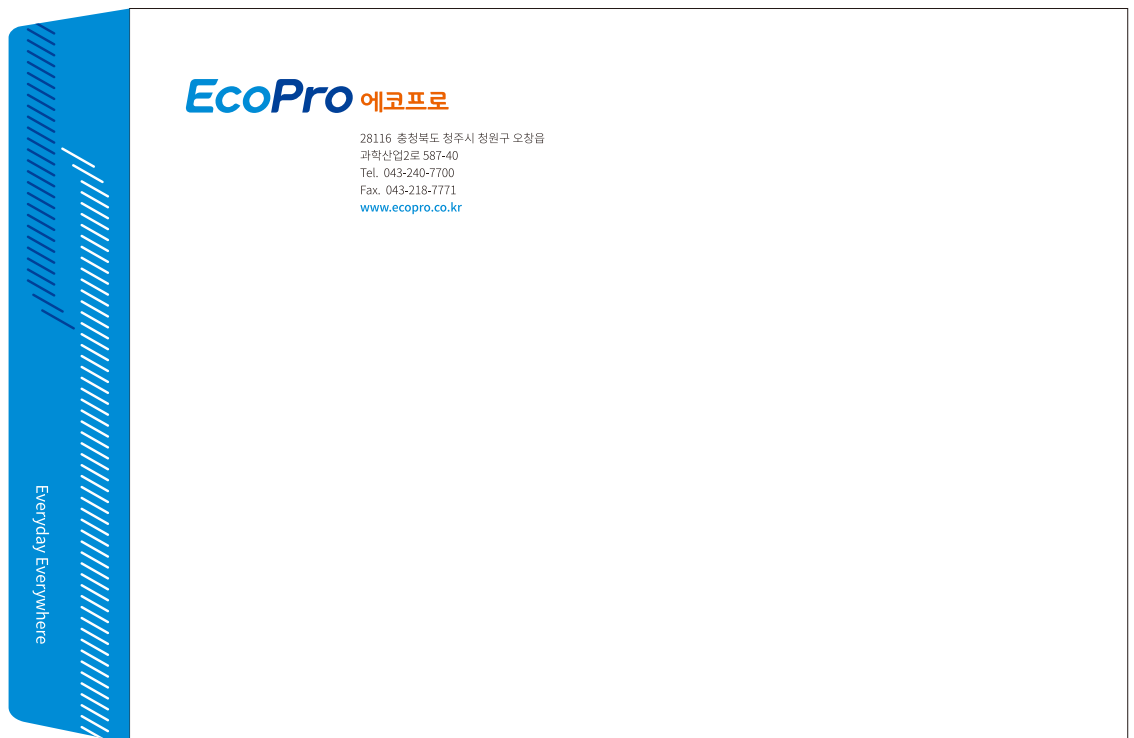 EcoPro 에코프로
28116 충청북도 청주시 청원구 오창읍
과학산업2로 587-40
Tel. 043-240-7700
Fax. 043-218-7771
www.ecopro.co.kr
Everyday Everywhere